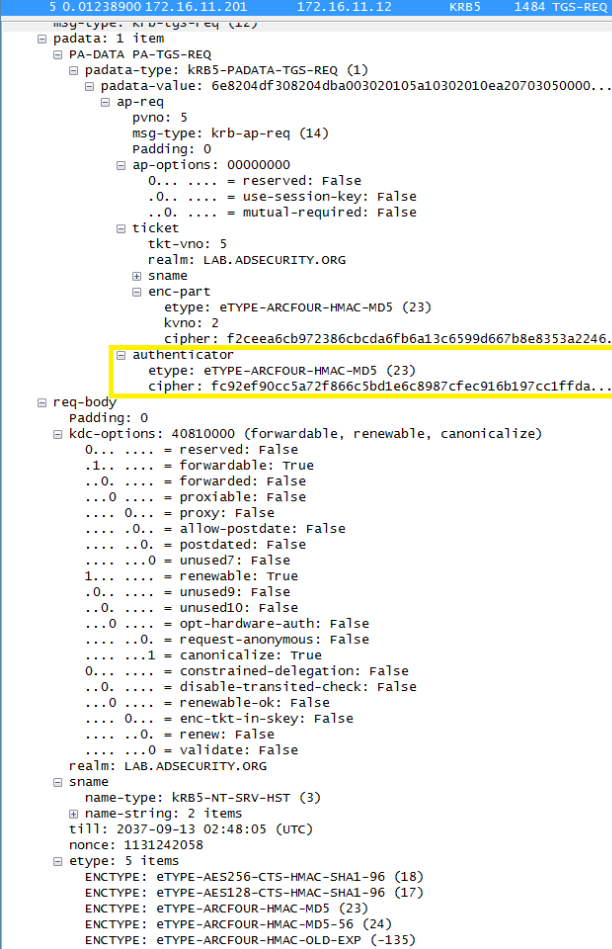 5 0.01238900 172.16.11.201 172.16.11.12 KRB5 1484 TGS-REQ
msg-type: krb-tgs-req (12)
padata: 1 item
PA-DATA PA-TGS-REQ
padata-type: kRB5-PADATA-TGS-REQ (1)
padata-value: 6e8204df308204dba003020105a10302010ea20703050000...
ap-req
pvno: 5
msg-type: krb-ap-req (14)
Padding: 0
ap-options: 00000000
0... .... = reserved: False
.0.. .... = use-session-key: False
..0. .... = mutual-required: False
ticket
tkt-vno: 5
realm: LAB.ADSECURITY.ORG
sname
enc-part
etype: eTYPE-ARCFOUR-HMAC-MD5 (23)
kvno: 2
cipher: f2ceea6cb972386cbcda6fb6a13c6599d667b8e8353a2246.
authenticator
etype: eTYPE-ARCFOUR-HMAC-MD5 (23)
cipher: fc92ef90cc5a72f866c5bd1e6c8987cfec916b197cc1ffda...
req-body
Padding: 0
kdc-options: 40810000 (forwardable, renewable, canonicalize)
0... .... = reserved: False
.1.. .... = forwardable: True
..0. .... = forwarded: False
...0 .... = proxiable: False
.... 0... = proxy: False
.... .0.. = allow-postdate: False
.... ..0. = postdated: False
.... ...0 = unused7: False
1... .... = renewable: True
.0.. .... = unused9: False
..0. .... = unused10: False
...0 .... = opt-hardware-auth: False
.... ..0. = request-anonymous: False
.... ...1 = canonicalize: True
0... .... = constrained-delegation: False
..0. .... = disable-transited-check: False
...0 .... = renewable-ok: False
.... 0... = enc-tkt-in-skey: False
.... ..0. = renew: False
.... ...0 = validate: False
realm: LAB.ADSECURITY.ORG
sname
name-type: kRB5-NT-SRV-HST (3)
name-string: 2 items
till: 2037-09-13 02:48:05 (UTC)
nonce: 1131242058
etype: 5 items
ENCTYPE: eTYPE-AES256-CTS-HMAC-SHA1-96 (18)
ENCTYPE: eTYPE-AES128-CTS-HMAC-SHA1-96 (17)
ENCTYPE: eTYPE-ARCFOUR-HMAC-MD5 (23)
ENCTYPE: eTYPE-ARCFOUR-HMAC-MD5-56 (24)
ENCTYPE: eTYPE-ARCFOUR-HMAC-OLD-EXP (-135)